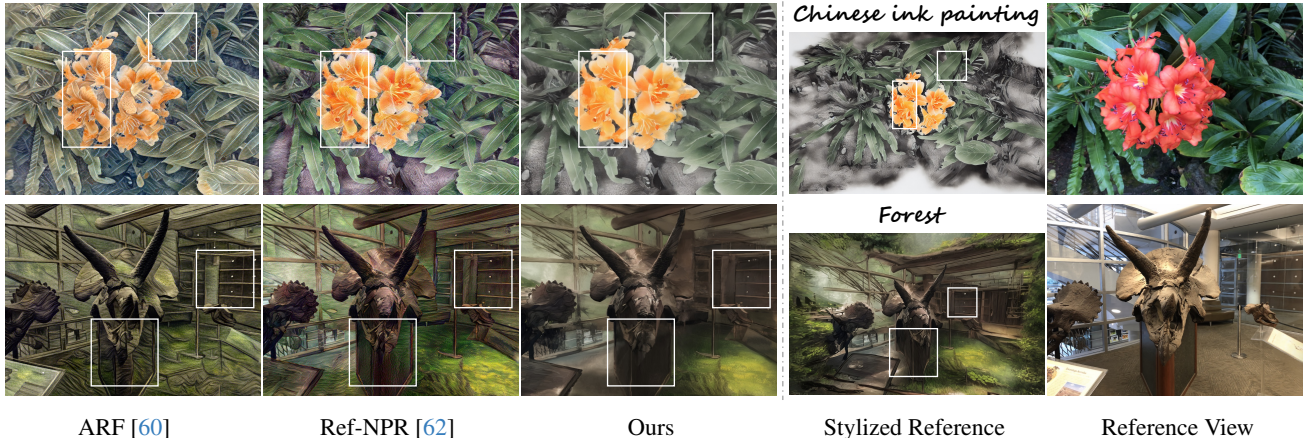 Chinese ink painting
Forest
ARF [60]
Ref-NPR [62]
Ours
Stylized Reference
Reference View